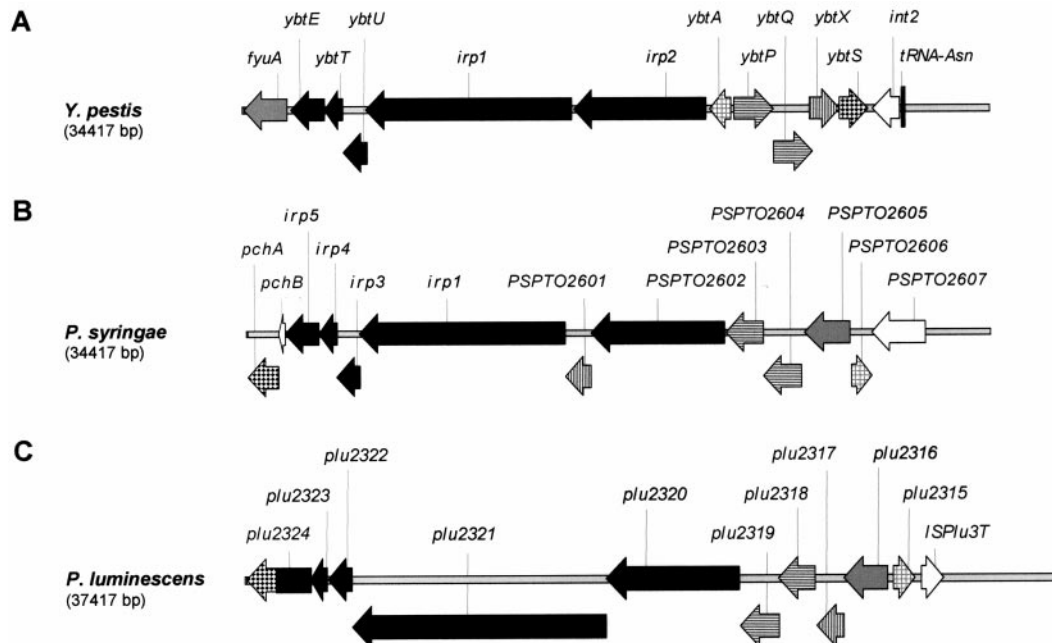 A
ybtE
ybtU
ybtA
ybtQ
ybtX
int2
fyuA
ybtT
irp1
irp2
ybtP
ybtS
tRNA-Asn
Y. pestis
(34417 bp)
B
irp5
PSPTO2604
PSPTO2605
pchA
irp4
PSPTO2603
PSPTO2606
pchB
irp3
irp1
PSPTO2601
PSPTO2602
PSPTO2607
P. syringae
(34417 bp)
C
plu2322
plu2317
plu2316
plu2323
plu2320
plu2318
plu2315
plu2324
plu2321
plu2319
ISPlu3T
P. luminescens
(37417 bp)